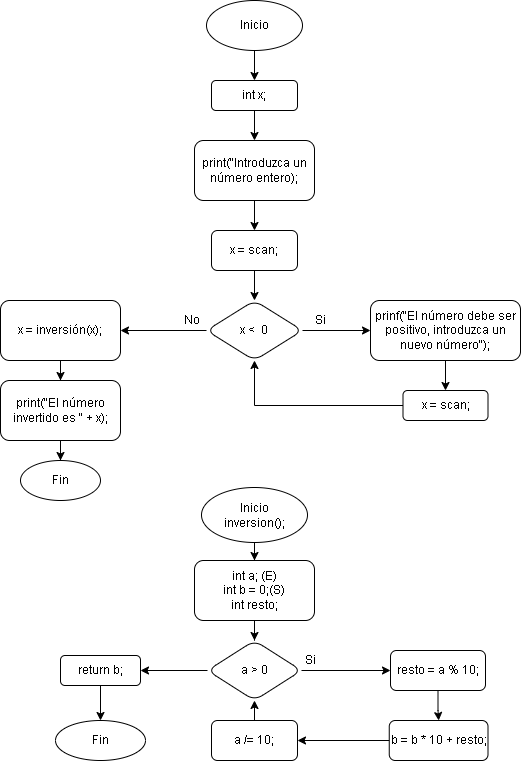 Inicio
int x;
print("Introduzca un
número entero);
x = scan;
x < 0
No
Si
x = inversión(x);
prinf("El número debe ser
positivo, introduzca un
nuevo número");
print("El número
invertido es " + x);
x = scan;
Fin
Inicio
inversion();
int a; (E)
int b = 0;(S)
int resto;
a > 0
Si
return b;
resto = a % 10;
Fin
a /= 10;
b = b * 10 + resto;